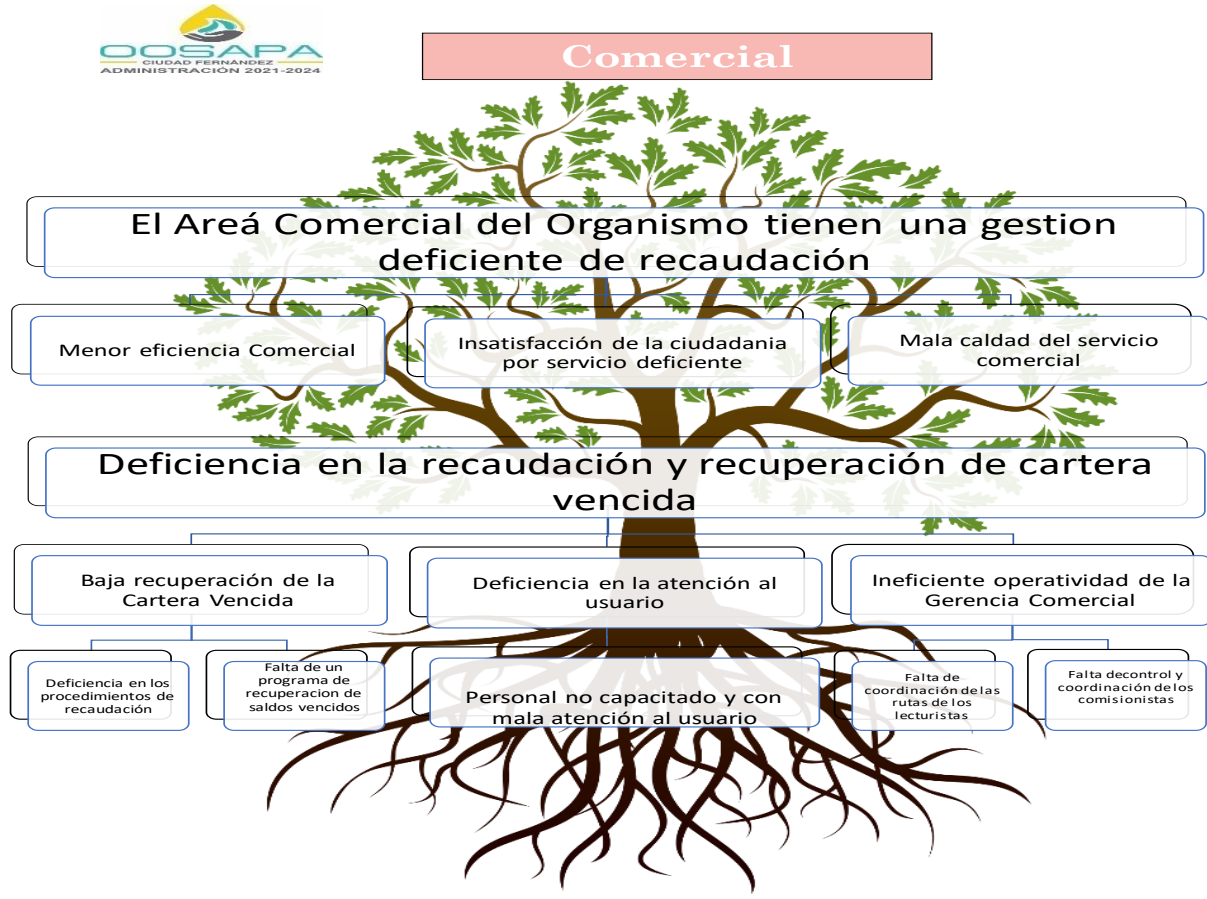 OOSAPA
CIUDAD FERNÁNDEZ
ADMINISTRACIÓN 2021-2024
Comercial
El Areá Comercial del Organismo tienen una gestion
deficiente de recaudación
Menor eficiencia Comercial
Insatisfacción de la ciudadania
por servicio deficiente
Mala caldad del servicio
comercial
Deficiencia en la recaudación y recuperación de cartera
vencida
Baja recuperación de la
Cartera Vencida
Deficiencia en la atención al
usuario
Ineficiente operatividad de la
Gerencia Comercial
Deficiencia en los
procedimientos de
recaudación
Falta de un
programa de
recuperacion de
saldos vencidos
Personal no capacitado y con
mala atención al usuario
Falta de
coordinación de las
rutas de los
lecturistas
Falta decontrol y
coordinación de los
comisionistas